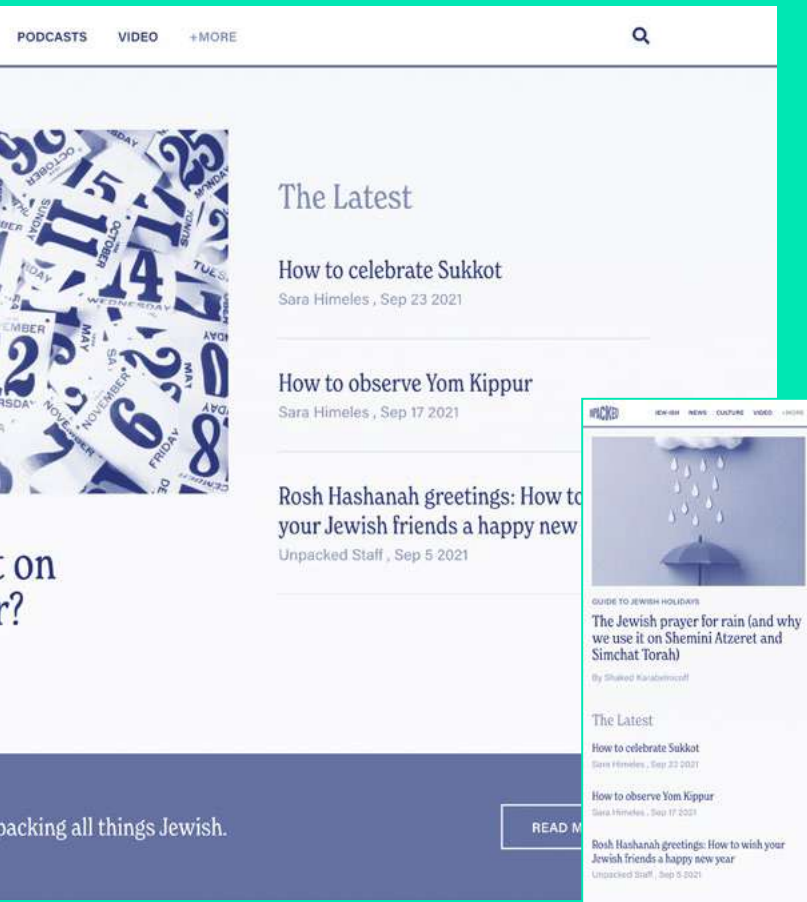 PODCASTS VIDEO +MORE
The Latest
How to celebrate Sukkot
Sara Himeles , Sep 23 2021
How to observe Yom Kippur
Sara Himeles , Sep 17 2021
Rosh Hashanah greetings: How to
your Jewish friends a happy new
Unpacked Staff , Sep 5 2021
t on
r?
packing all things Jewish.
READ M
NPACKED JEW-ISH NEWS CULTURE VIDEO +MORE
GUIDE TO JEWISH HOLIDAYS
The Jewish prayer for rain (and why
we use it on Shemini Atzeret and
Simchat Torah)
By Shaked Karabelnicoff
The Latest
How to celebrate Sukkot
Sara Himeles , Sep 23 2021
How to observe Yom Kippur
Sara Himeles , Sep 17 2021
Rosh Hashanah greetings: How to wish your
Jewish friends a happy new year
Unpacked Staff , Sep 5 2021